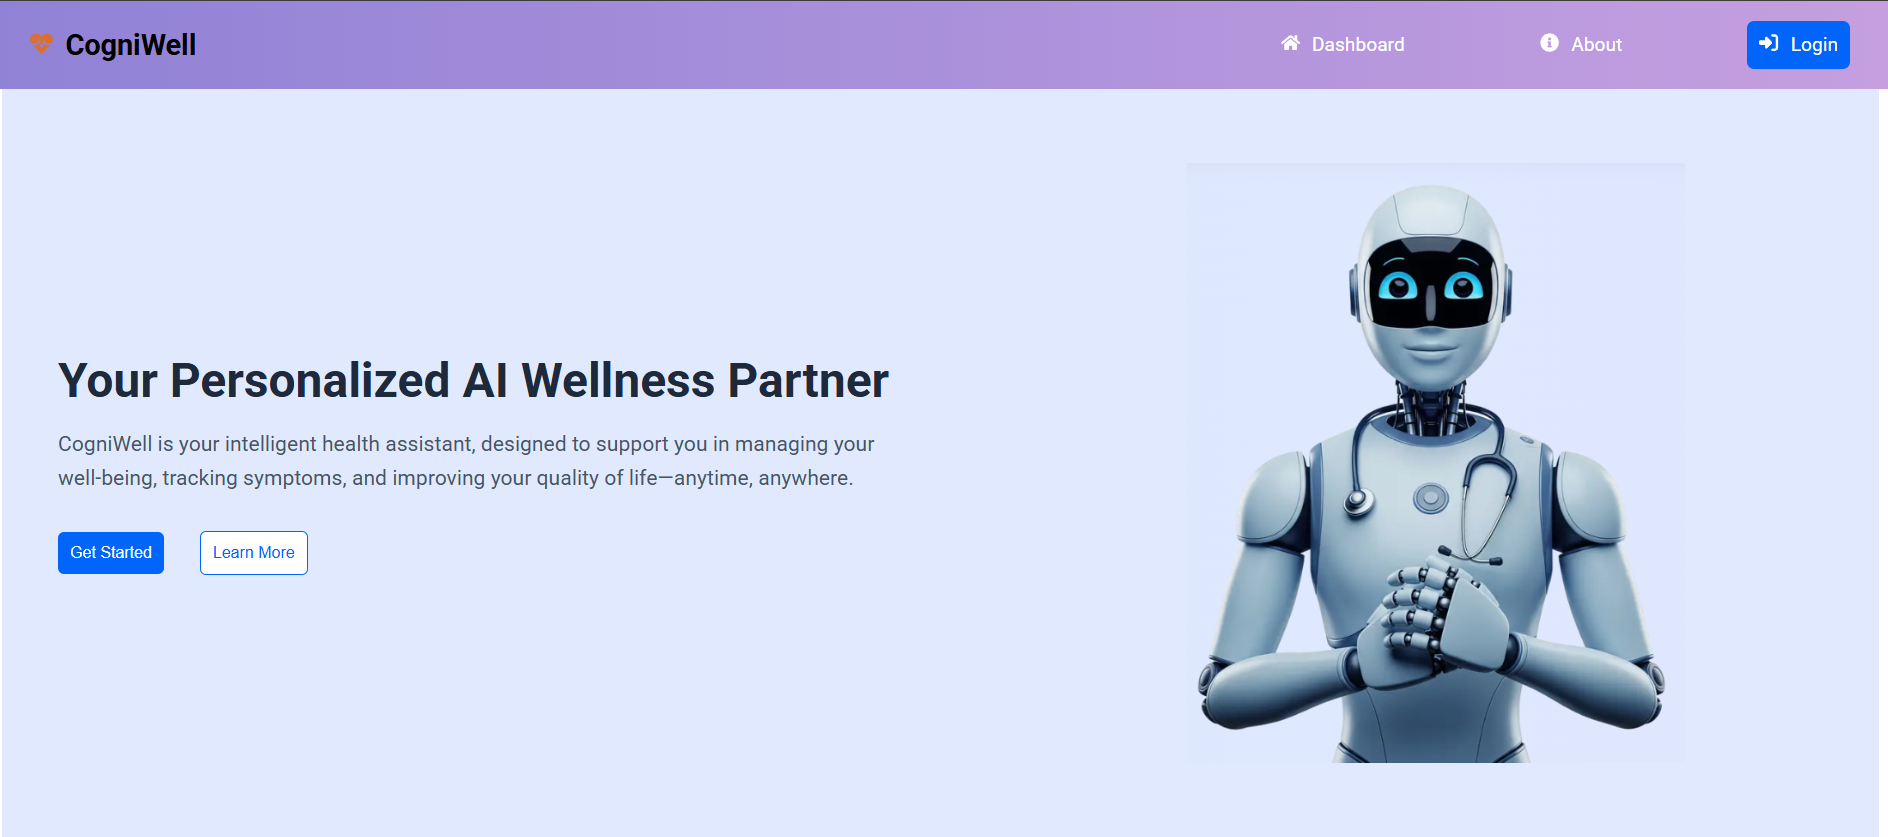 CogniWell
Dashboard
About
Login
Your Personalized AI Wellness Partner
CogniWell is your intelligent health assistant, designed to support you in managing your
well-being, tracking symptoms, and improving your quality of life—anytime, anywhere.
Get Started
Learn More